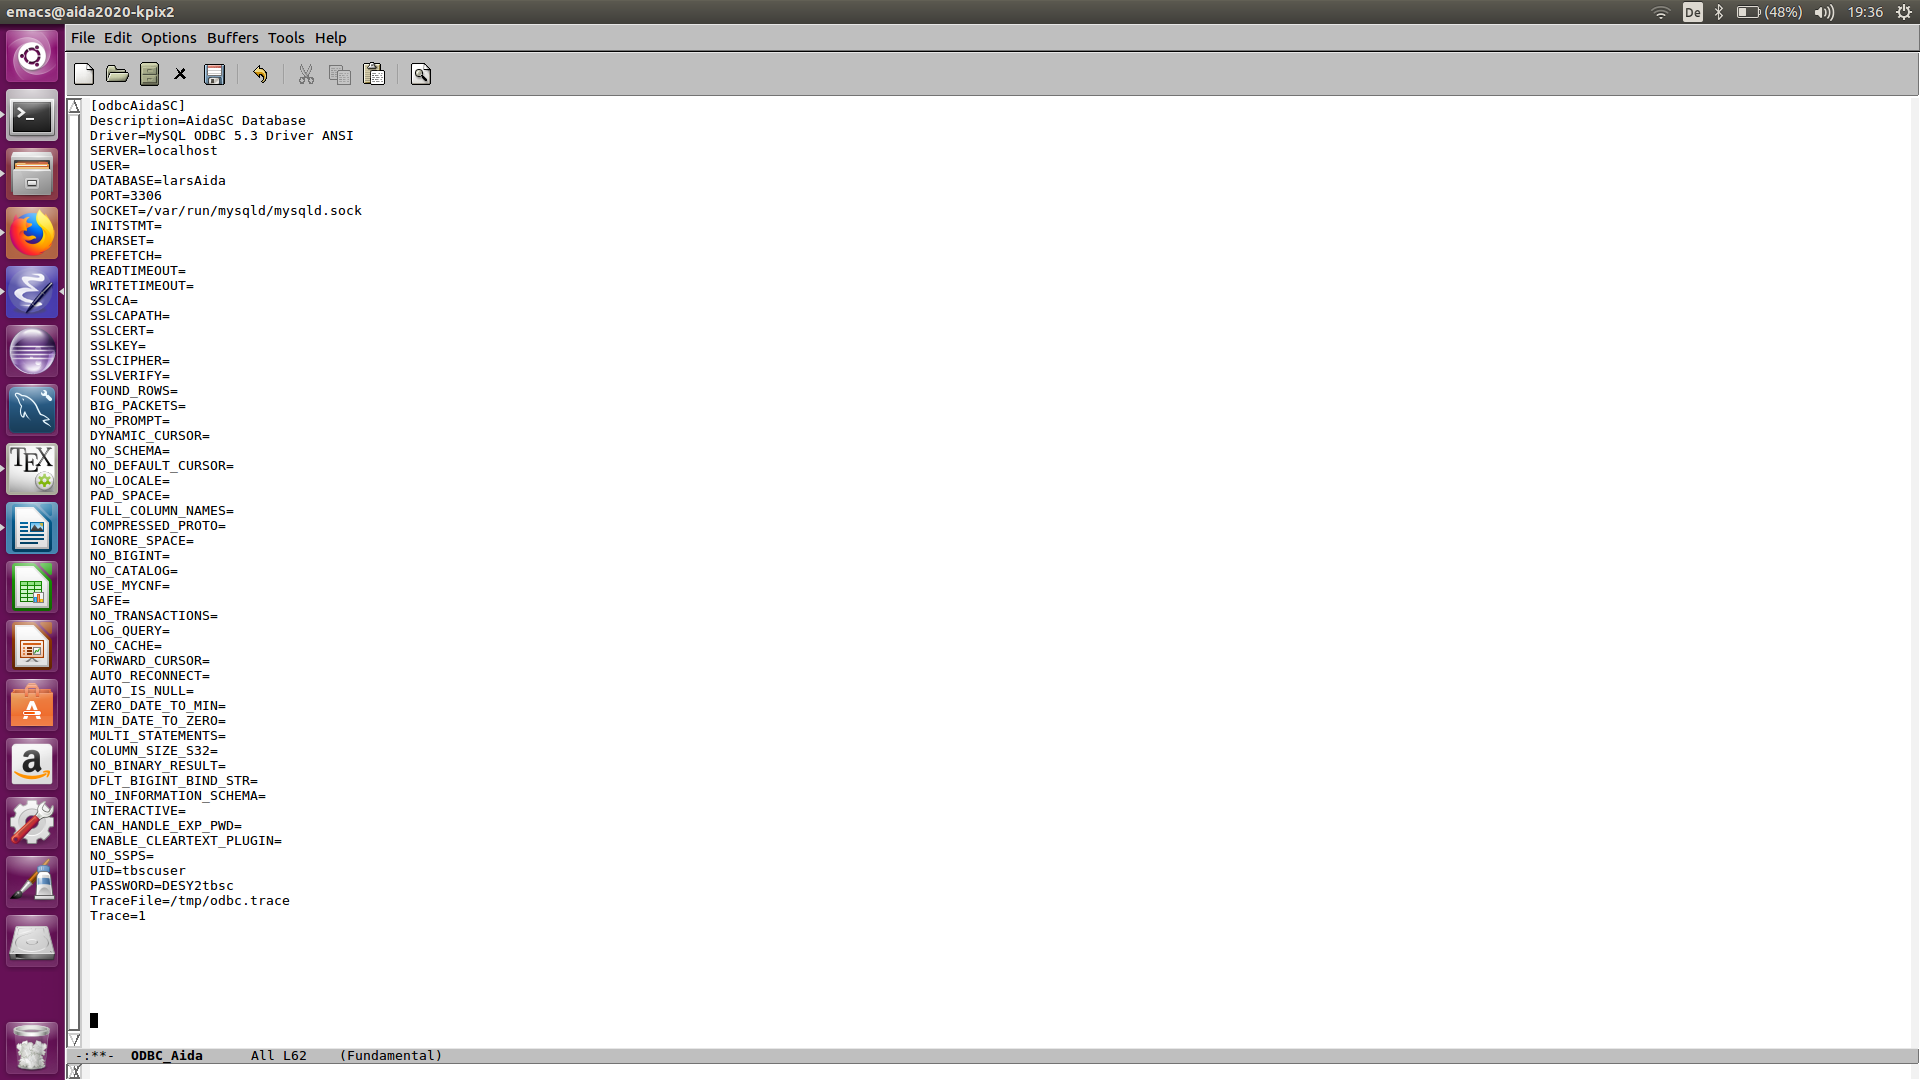 emacs@aida2020-kpix2
De
(48%)
19:36
File Edit Options Buffers Tools Help
[odbcAidaSC]
Description=AidaSC Database
Driver=MySQL ODBC 5.3 Driver ANSI
SERVER=localhost
USER=
DATABASE=larsAida
PORT=3306
SOCKET=/var/run/mysqld/mysqld.sock
INITSTMT=
CHARSET=
PREFETCH=
READTIMEOUT=
WRITETIMEOUT=
SSLCA=
SSLCAPATH=
SSLCERT=
SSLKEY=
SSLCIPHER=
SSLVERIFY=
FOUND_ROWS=
BIG_PACKETS=
NO_PROMPT=
DYNAMIC_CURSOR=
NO_SCHEMA=
NO_DEFAULT_CURSOR=
NO_LOCALE=
PAD_SPACE=
FULL_COLUMN_NAMES=
COMPRESSED_PROTO=
IGNORE_SPACE=
NO_BIGINT=
NO_CATALOG=
USE_MYCNF=
SAFE=
NO_TRANSACTIONS=
LOG_QUERY=
NO_CACHE=
FORWARD_CURSOR=
AUTO_RECONNECT=
AUTO_IS_NULL=
ZERO_DATE_TO_MIN=
MIN_DATE_TO_ZERO=
MULTI_STATEMENTS=
COLUMN_SIZE_S32=
NO_BINARY_RESULT=
DFLT_BIGINT_BIND_STR=
NO_INFORMATION_SCHEMA=
INTERACTIVE=
CAN_HANDLE_EXP_PWD=
ENABLE_CLEARTEXT_PLUGIN=
NO_SSPS=
UID=tbscuser
PASSWORD=DESY2tbsc
TraceFile=/tmp/odbc.trace
Trace=1
-:**- ODBC_Aida All L62 (Fundamental)
>_
TEX
A
a